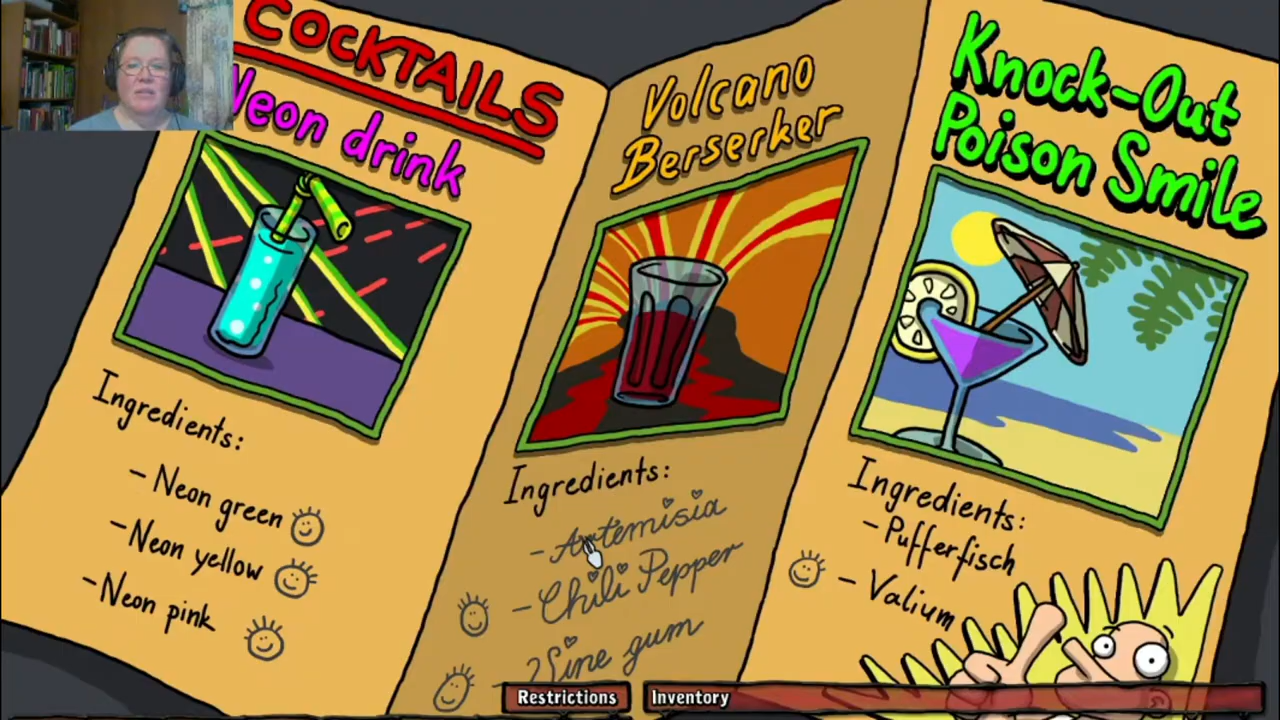 COCKTAILS
Neon drink
Ingredients:
- Neon green
- Neon yellow
- Neon pink
Volcano
Berserker
Ingredients:
- Artemisia
- Chili Pepper
- Wine gum
Knock-Out
Poison Smile
Ingredients:
- Pufferfisch
- Valium
Restrictions
Inventory